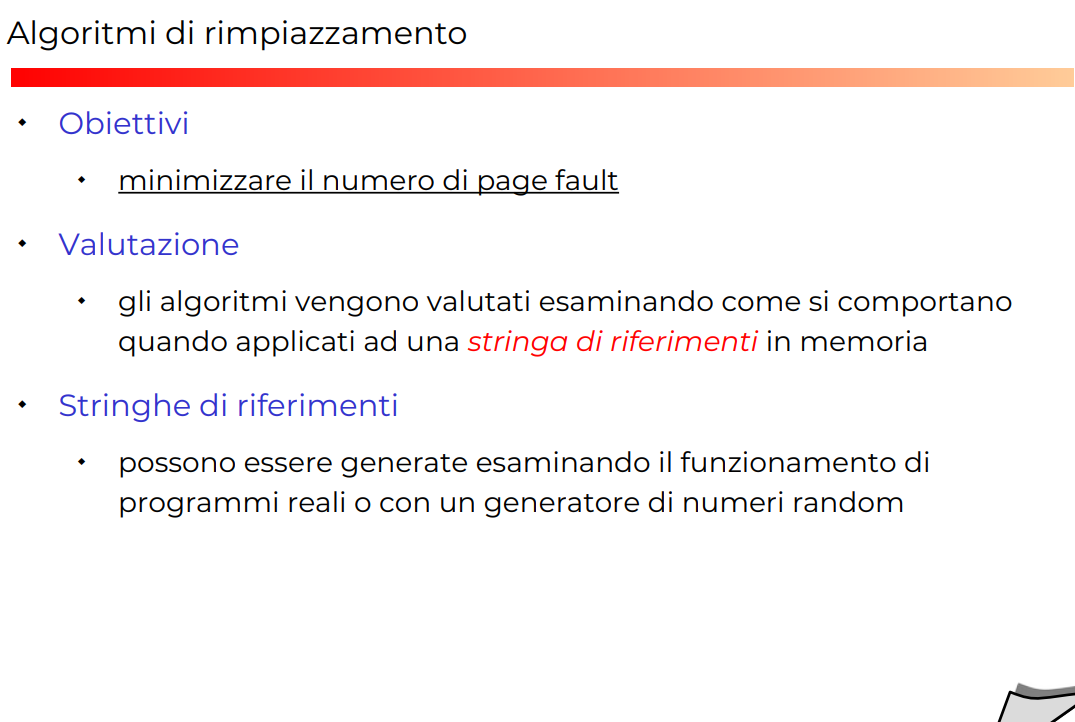 Algoritmi di rimpiazzamento
Obiettivi
minimizzare il numero di page fault
Valutazione
gli algoritmi vengono valutati esaminando come si comportano
quando applicati ad una stringa di riferimenti in memoria
Stringhe di riferimenti
possono essere generate esaminando il funzionamento di
programmi reali o con un generatore di numeri random